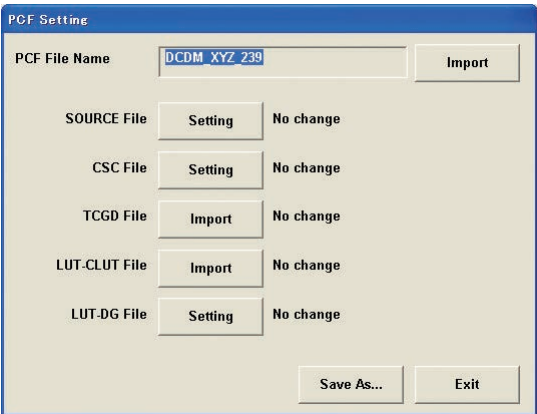 PCF Setting
PCF File Name DCDM_XYZ_239 Import
SOURCE File Setting No change
CSC File Setting No change
TCGD File Import No change
LUT-CLUT File Import No change
LUT-DG File Setting No change
Save As... Exit